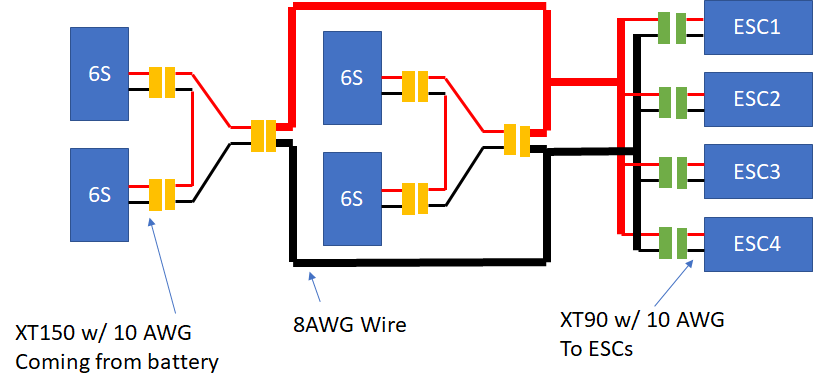 6S
6S
6S
6S
ESC1
ESC2
ESC3
ESC4
XT150 w/ 10 AWG
Coming from battery
8AWG Wire
XT90 w/ 10 AWG
To ESCs